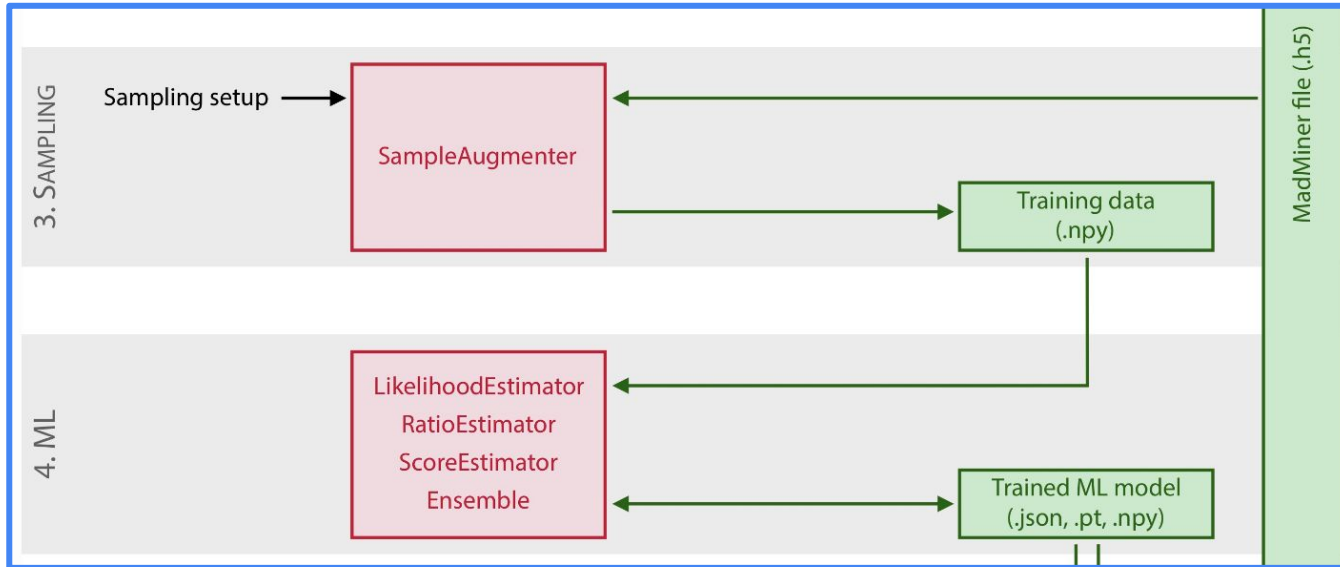 3. SAMPLING
Sampling setup
SampleAugmenter
Training data
(.npy)
MadMiner file (.h5)
4. ML
LikelihoodEstimator
RatioEstimator
ScoreEstimator
Ensemble
Trained ML model
(.json, .pt, .npy)